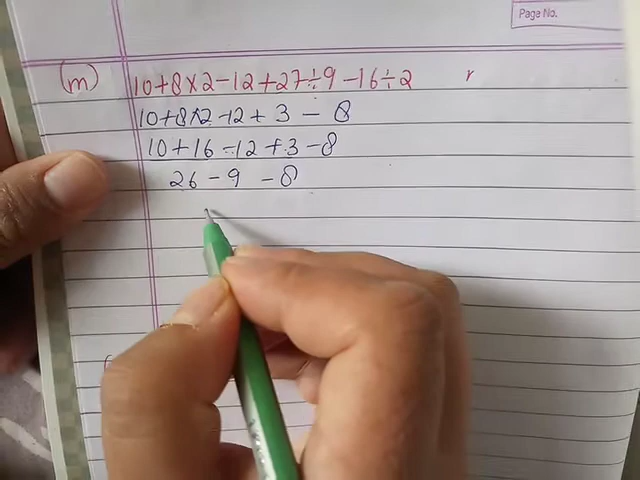 Page No.
(m) 10+8×2-12+27÷9-16÷2 r
10+8×2-12+ 3 - 8
10+16-12+3-8
26-9 -8